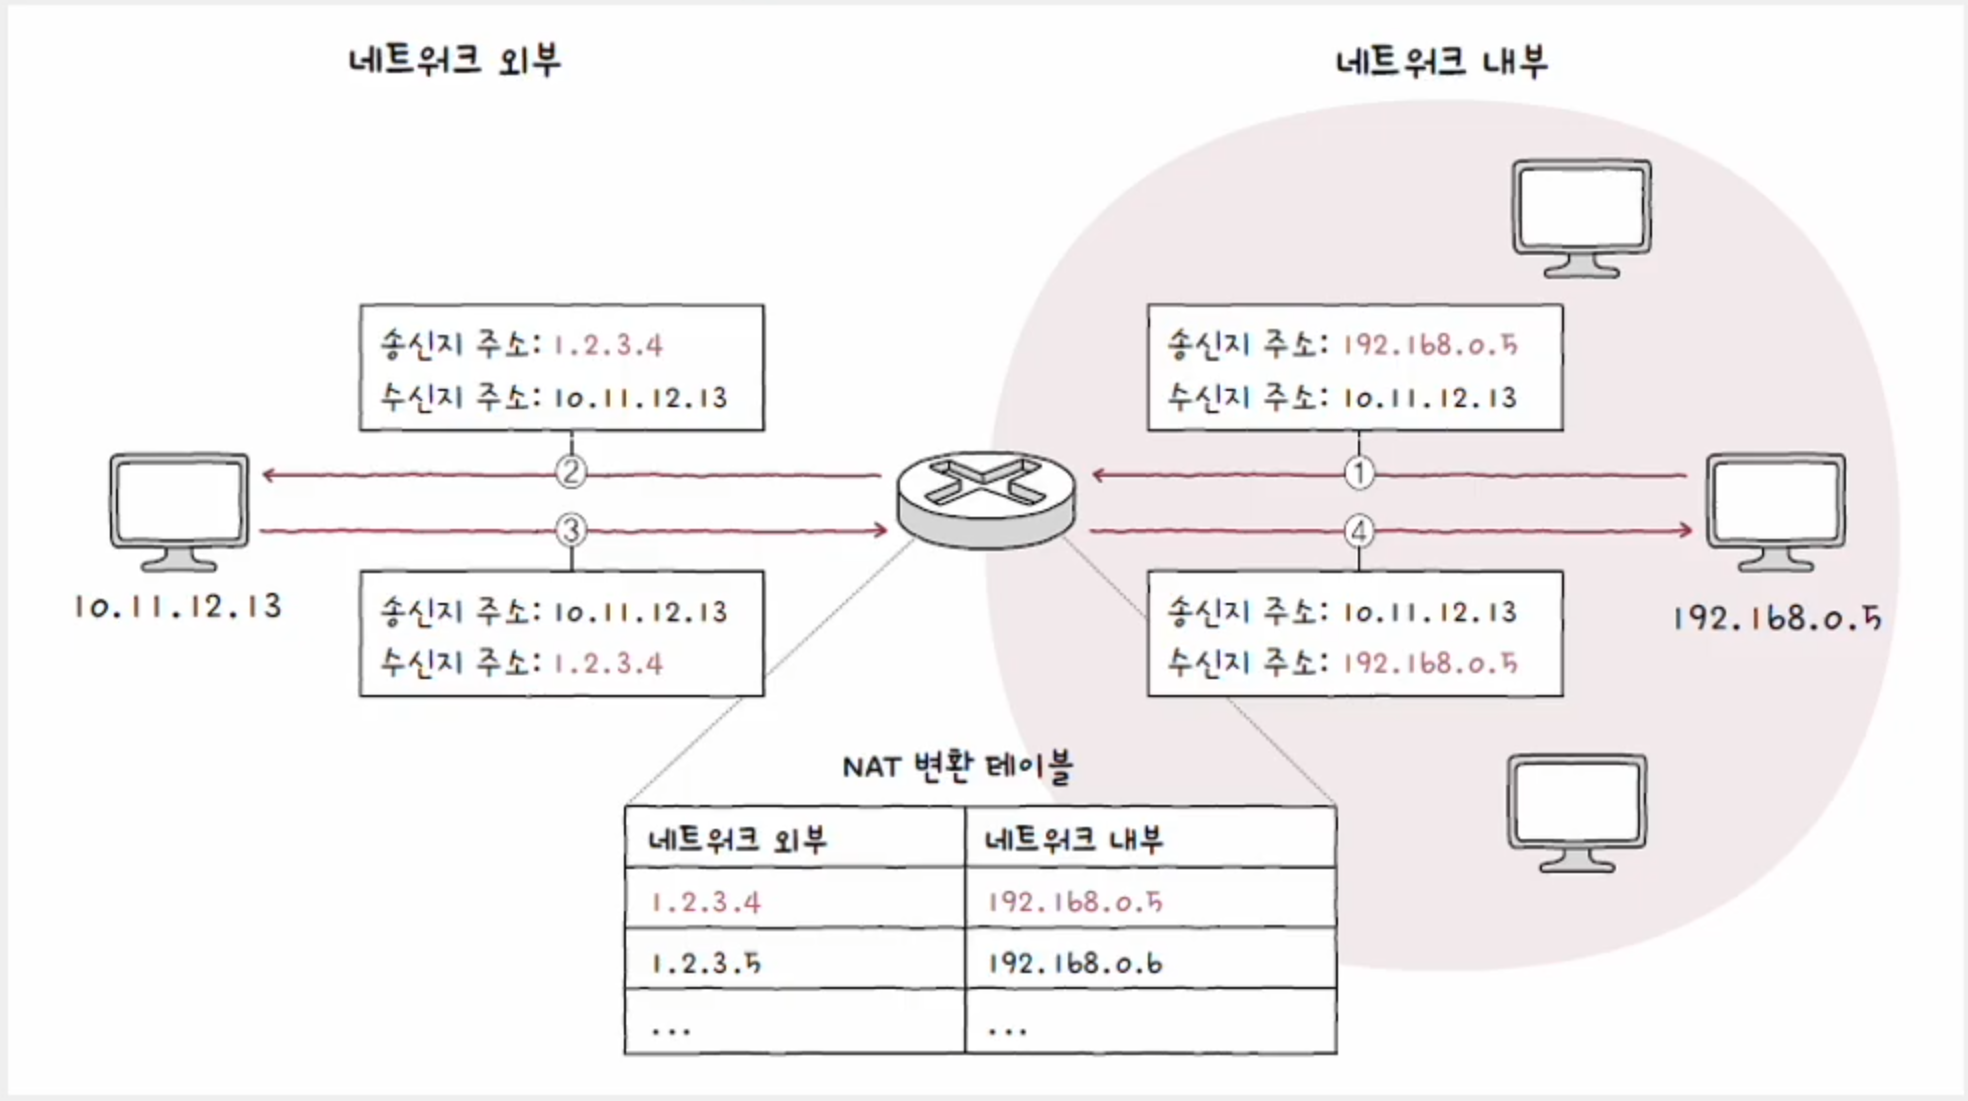 네트워크 외부
네트워크 내부
송신지 주소: 1.2.3.4
수신지 주소: 10.11.12.13
송신지 주소: 192.168.0.5
수신지 주소: 10.11.12.13
2
1
3
4
10.11.12.13
송신지 주소: 10.11.12.13
수신지 주소: 1.2.3.4
송신지 주소: 10.11.12.13
수신지 주소: 192.168.0.5
192.168.0.5
NAT 변환 테이블
네트워크 외부 네트워크 내부
1.2.3.4 192.168.0.5
1.2.3.5 192.168.0.6
... ...